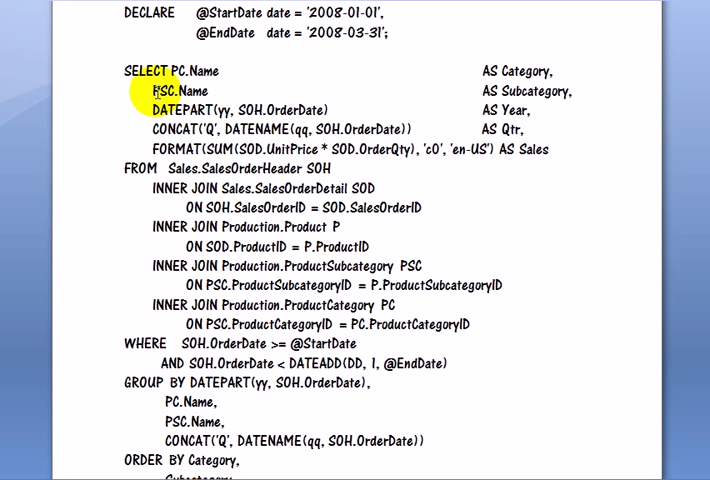 DECLARE @StartDate date = '2008-01-01',
@EndDate date = '2008-03-31';
SELECT PC.Name AS Category,
PSC.Name AS Subcategory,
DATEPART(yy, SOH.OrderDate) AS Year,
CONCAT('Q', DATENAME(qq, SOH.OrderDate)) AS Qtr,
FORMAT(SUM(SOD.UnitPrice * SOD.OrderQty), 'c0', 'en-US') AS Sales
FROM Sales.SalesOrderHeader SOH
INNER JOIN Sales.SalesOrderDetail SOD
ON SOH.SalesOrderID = SOD.SalesOrderID
INNER JOIN Production.Product P
ON SOD.ProductID = P.ProductID
INNER JOIN Production.ProductSubcategory PSC
ON PSC.ProductSubcategoryID = P.ProductSubcategoryID
INNER JOIN Production.ProductCategory PC
ON PSC.ProductCategoryID = PC.ProductCategoryID
WHERE SOH.OrderDate >= @StartDate
AND SOH.OrderDate < DATEADD(DD, 1, @EndDate)
GROUP BY DATEPART(yy, SOH.OrderDate),
PC.Name,
PSC.Name,
CONCAT('Q', DATENAME(qq, SOH.OrderDate))
ORDER BY Category,